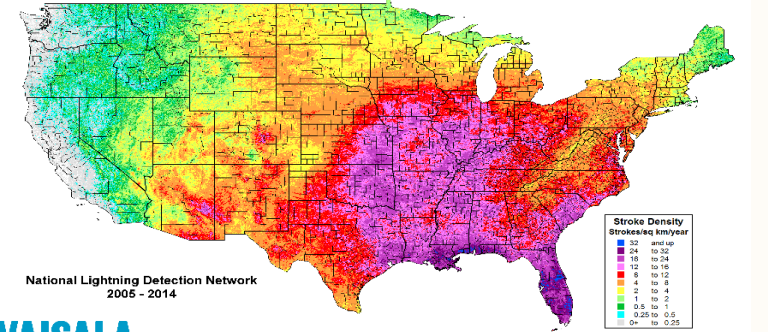 Stroke Density
Strokes/sq km/year
32 and up
24 to 32
16 to 24
12 to 16
8 to 12
4 to 8
2 to 4
1 to 2
0.5 to 1
0.25 to 0.5
0+ to 0.25
National Lightning Detection Network
2005 - 2014
VAISALA